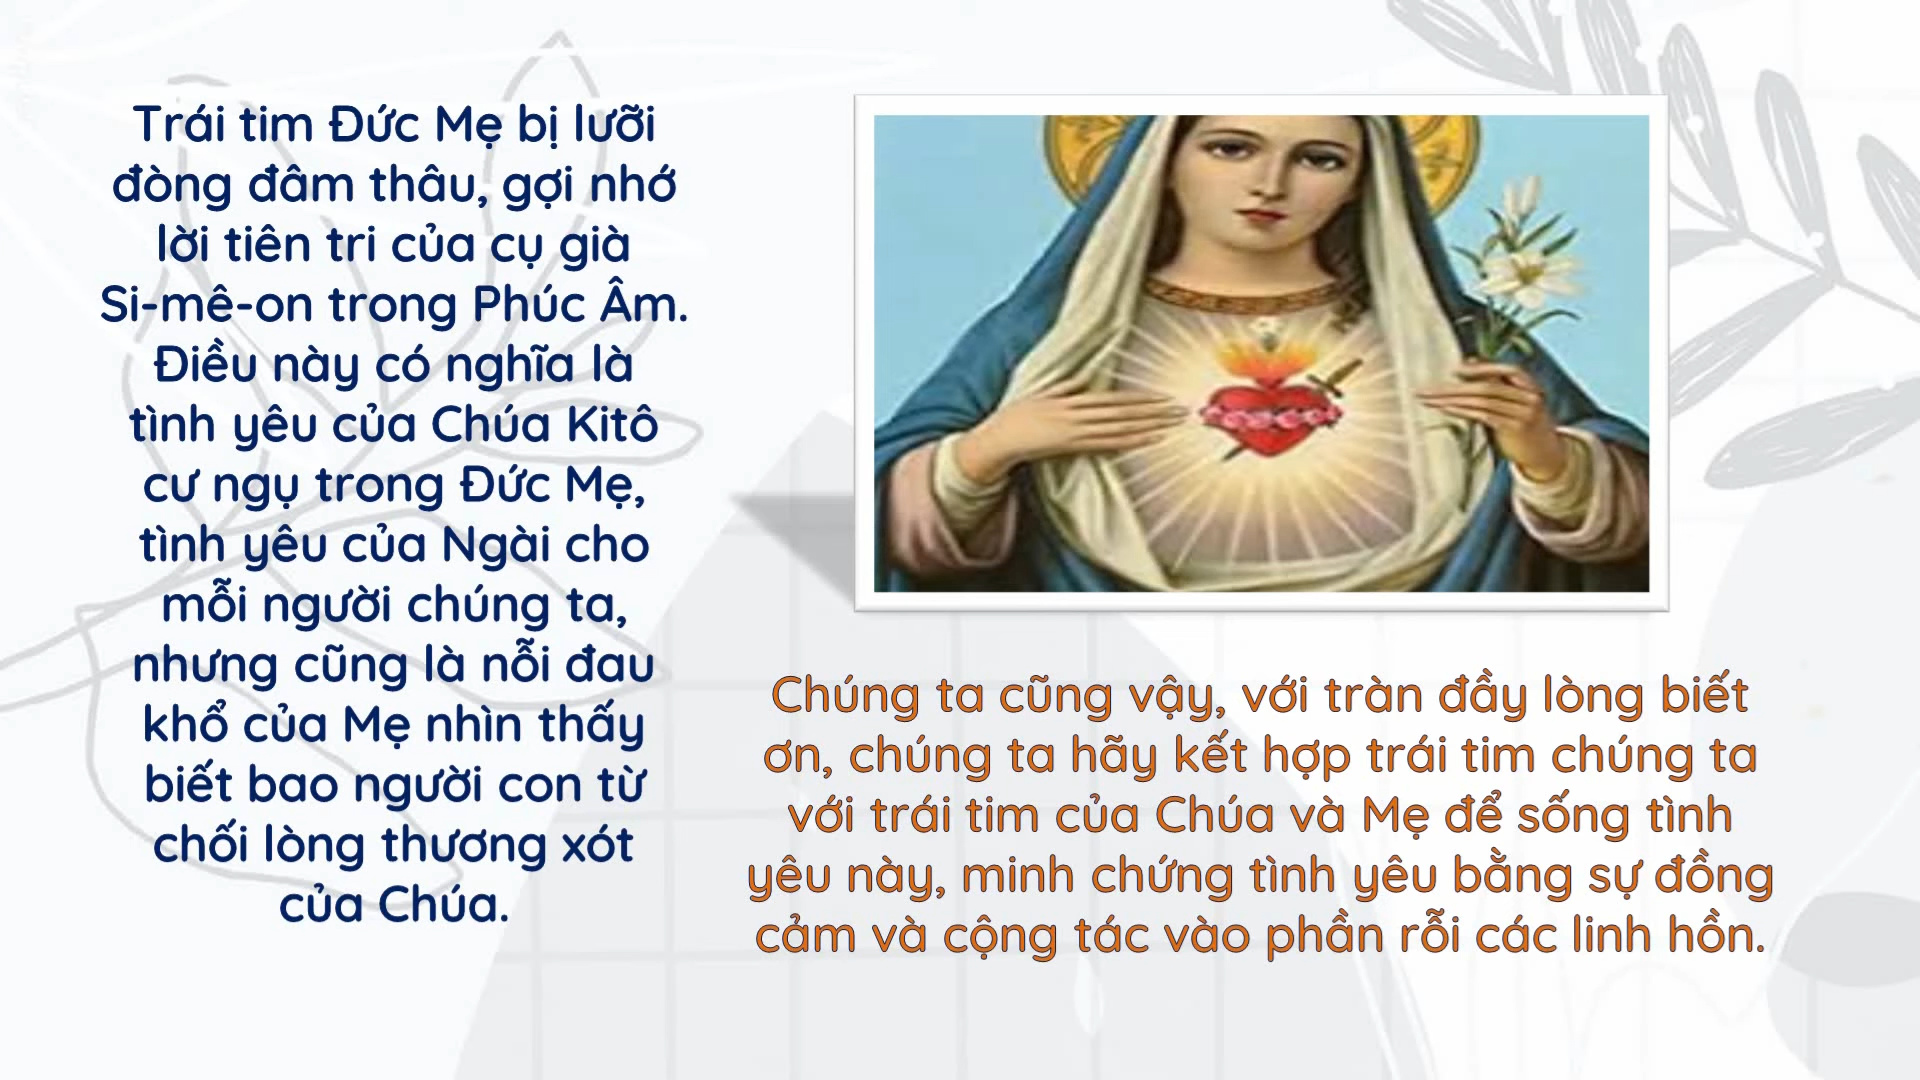 Trái tim Đức Mẹ bị lưỡi
đòng đâm thâu, gợi nhớ
lời tiên tri của cụ già
Si-mê-on trong Phúc Âm.
Điều này có nghĩa là
tình yêu của Chúa Kitô
cư ngụ trong Đức Mẹ,
tình yêu của Ngài cho
mỗi người chúng ta,
nhưng cũng là nỗi đau
khổ của Mẹ nhìn thấy
biết bao người con từ
chối lòng thương xót
của Chúa.
Chúng ta cũng vậy, với tràn đầy lòng biết
ơn, chúng ta hãy kết hợp trái tim chúng ta
với trái tim của Chúa và Mẹ để sống tình
yêu này, minh chứng tình yêu bằng sự đồng
cảm và cộng tác vào phần rỗi các linh hồn.